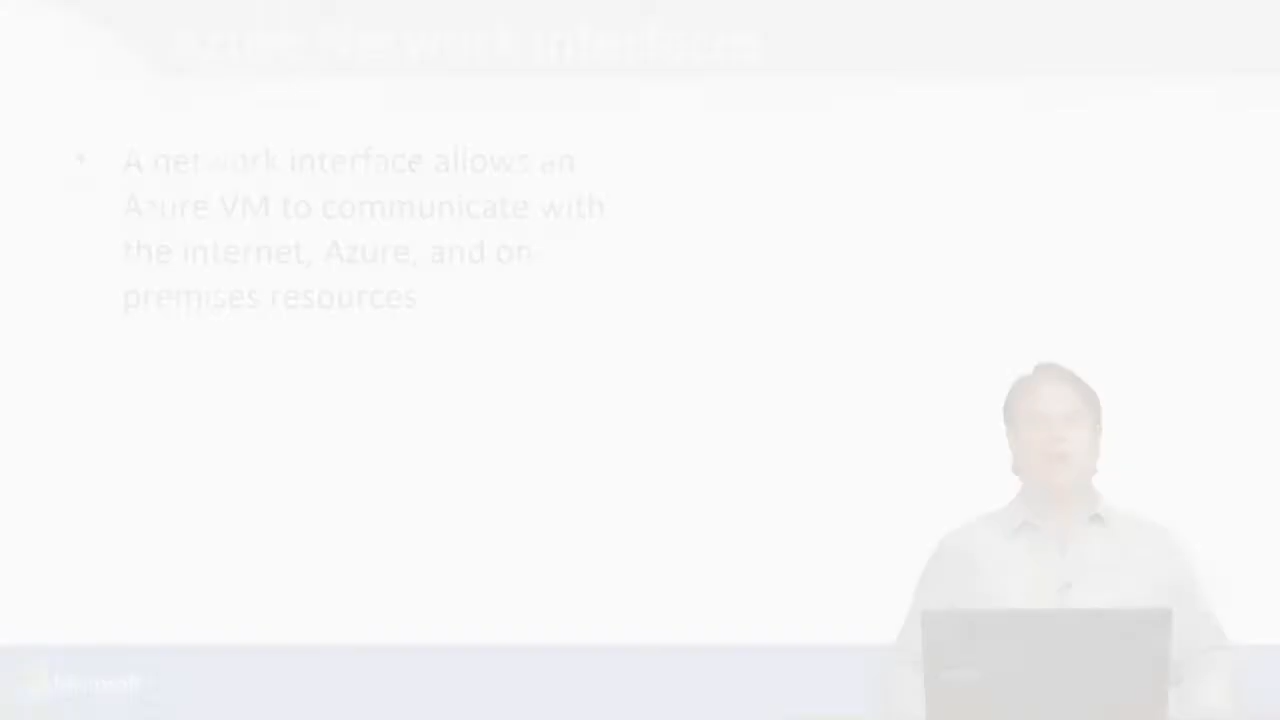 Azure Network Interfaces
• A network interface allows an
Azure VM to communicate with
the internet, Azure, and on-
premises resources
Microsoft